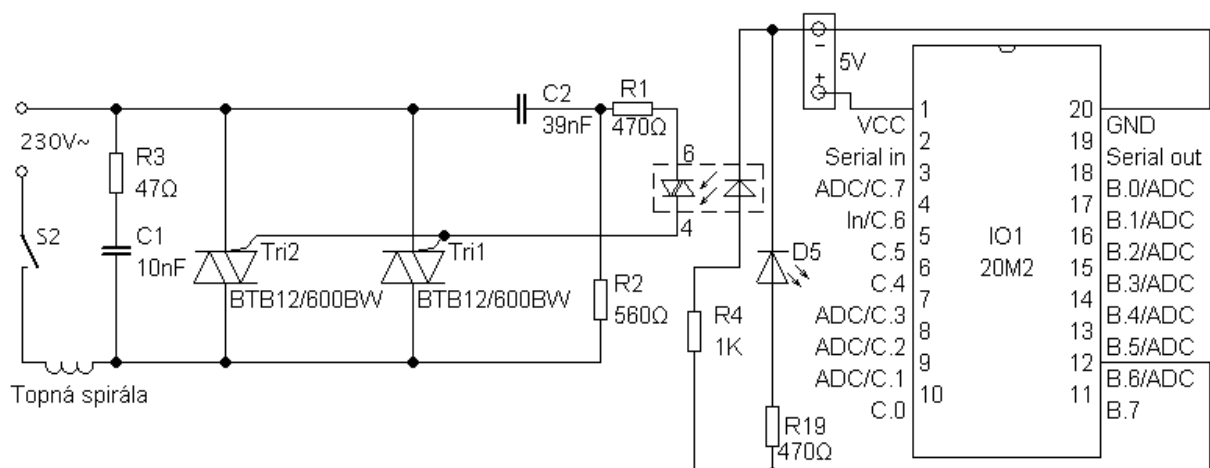 230V~
S2
Topná spirála
R3
47Ω
C1
10nF
Tri2
BTB12/600BW
Tri1
BTB12/600BW
C2
39nF
R1
470Ω
R2
560Ω
6
4
R4
1K
D5
R19
470Ω
-
+
5V
IO1
20M2
1
VCC
2
Serial in
3
ADC/C.7
4
In/C.6
5
C.5
6
C.4
7
ADC/C.3
8
ADC/C.2
9
ADC/C.1
10
C.0
20
GND
19
Serial out
18
B.0/ADC
17
B.1/ADC
16
B.2/ADC
15
B.3/ADC
14
B.4/ADC
13
B.5/ADC
12
B.6/ADC
11
B.7